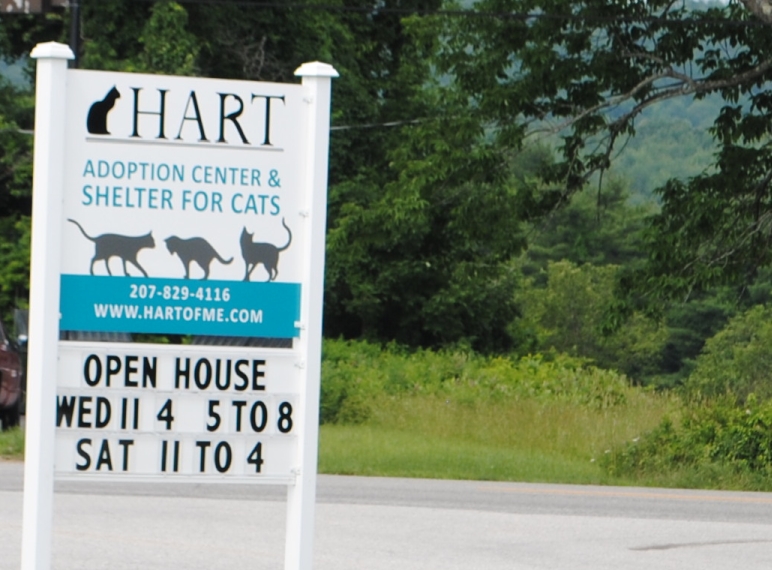 HART
ADOPTION CENTER &
SHELTER FOR CATS
207-829-4116
WWW.HARTOFME.COM
OPEN HOUSE
WED 11 4 5 TO 8
SAT 11 TO 4